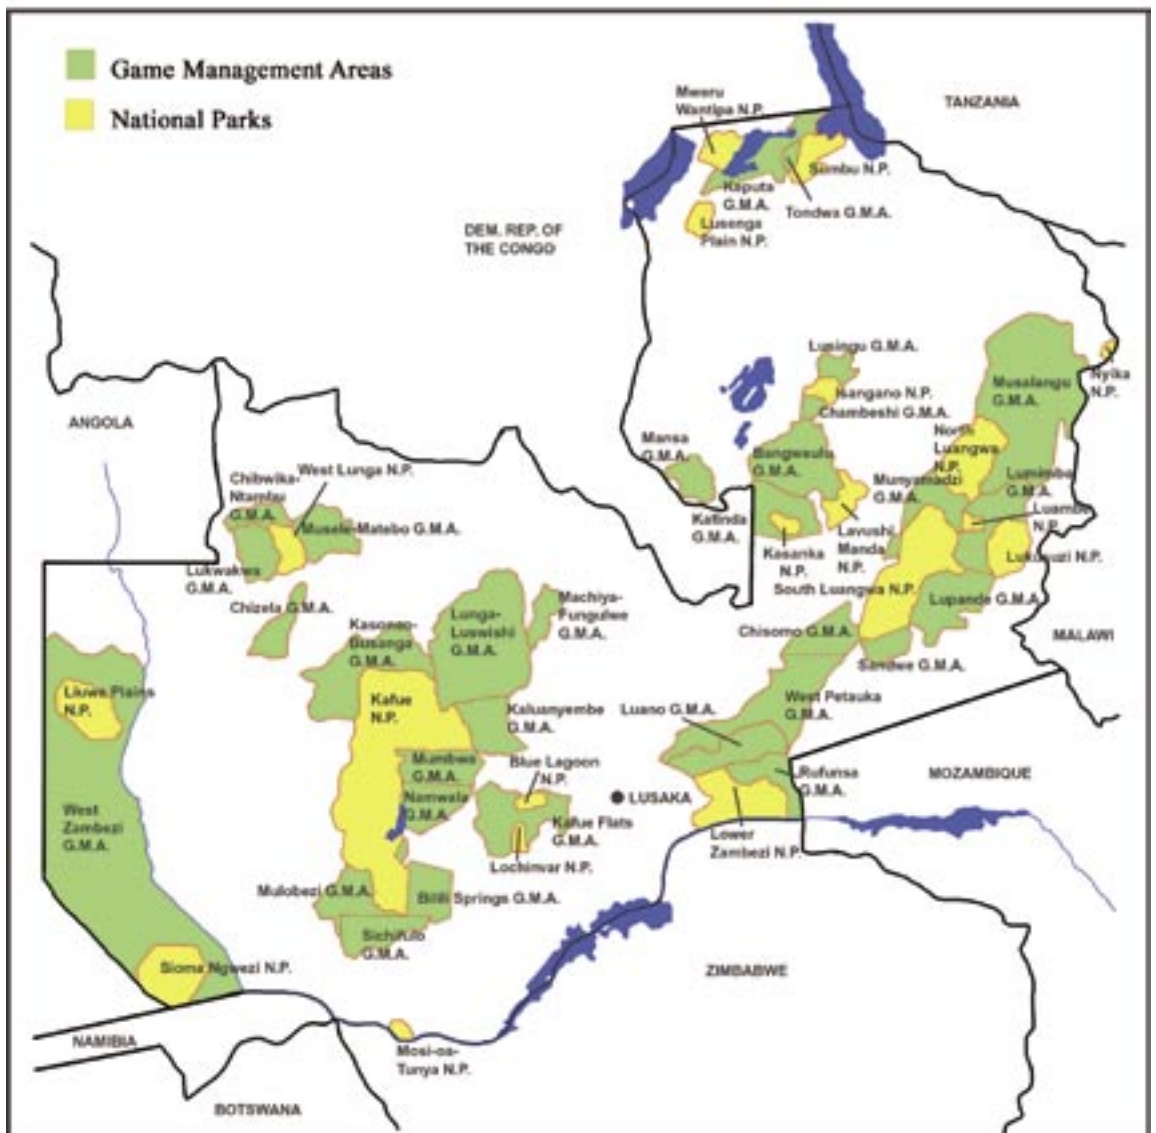 Game Management Areas
National Parks
Mweru
Wantipa N.P.
TANZANIA
Sumbu N.P.
Kaputa
G.M.A.
Tondwa G.M.A.
Lusenga
Plain N.P.
DEM. REP. OF
THE CONGO
Lusingu G.M.A.
Isangano N.P.
Chambeshi G.M.A.
Musalangu
G.M.A.
Nyika
N.P.
ANGOLA
Mansa
G.M.A.
Bangweulu
G.M.A.
North
Luangwa
N.P.
Munyamadzi
G.M.A.
Lumimba
G.M.A.
Luambe
N.P.
West Lunga N.P.
Chibwika-
Ntambu
G.M.A.
Musele-Matebo G.M.A.
Lukwakwa
G.M.A.
Kafinda
G.M.A.
Kasanka
N.P.
Lavushi
Manda
N.P.
Lukusuzi N.P.
South Luangwa N.P.
Lupande G.M.A.
Chizela G.M.A.
Kasonso-
Busanga
G.M.A.
Lunga-
Luswishi
G.M.A.
Machiya-
Fungulwe
G.M.A.
Chisomo G.M.A.
MALAWI
Sandwe G.M.A.
Liuwa Plains
N.P.
Kafue
N.P.
Kaluanyembe
G.M.A.
Luano G.M.A.
West Petauka
G.M.A.
Mumbwa
G.M.A.
Blue Lagoon
N.P.
Rufunsa
G.M.A.
MOZAMBIQUE
Namwala
G.M.A.
LUSAKA
West
Zambezi
G.M.A.
Kafue Flats
G.M.A.
Lower
Zambezi N.P.
Lochinvar N.P.
Mulobezi G.M.A.
Bilili Springs G.M.A.
Sichifulo
G.M.A.
Sioma Ngwezi N.P.
ZIMBABWE
NAMIBIA
Mosi-oa-
Tunya N.P.
BOTSWANA